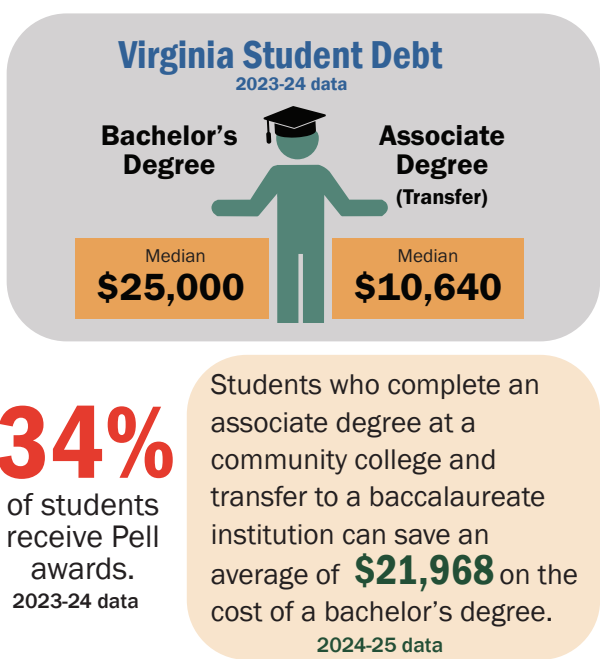 Virginia Student Debt
2023-24 data
Bachelor's
Degree
Associate
Degree
(Transfer)
Median
$25,000
Median
$10,640
34%
of students
receive Pell
awards.
2023-24 data
Students who complete an
associate degree at a
community college and
transfer to a baccalaureate
institution can save an
average of $21,968 on the
cost of a bachelor's degree.
2024-25 data